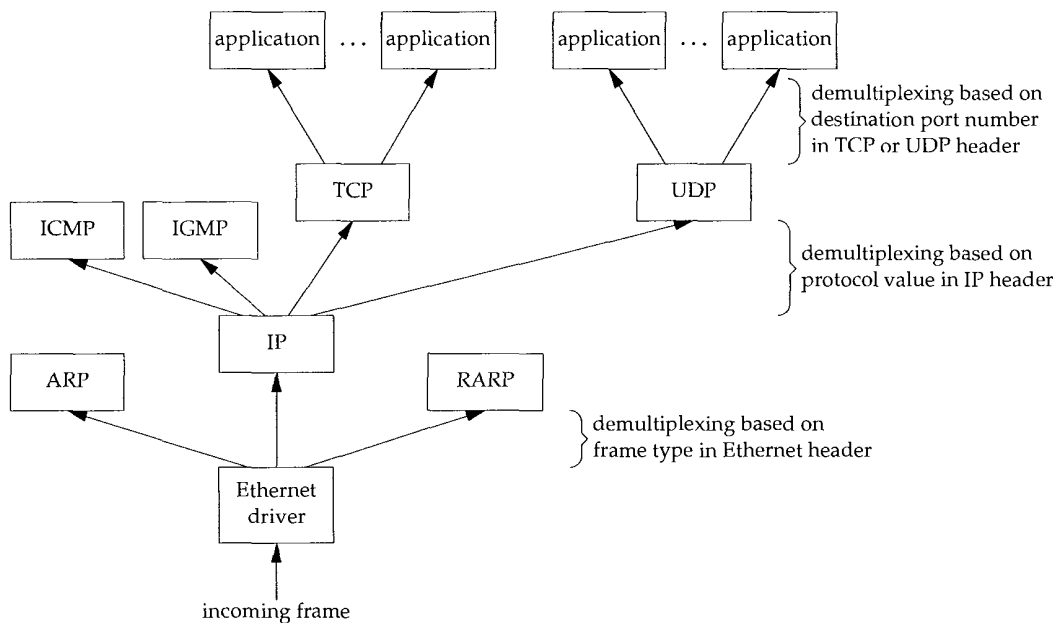 application ... application application ... application
demultiplexing based on
destination port number
in TCP or UDP header
TCP UDP
ICMP IGMP
demultiplexing based on
protocol value in IP header
IP
ARP RARP
demultiplexing based on
frame type in Ethernet header
Ethernet
driver
incoming frame